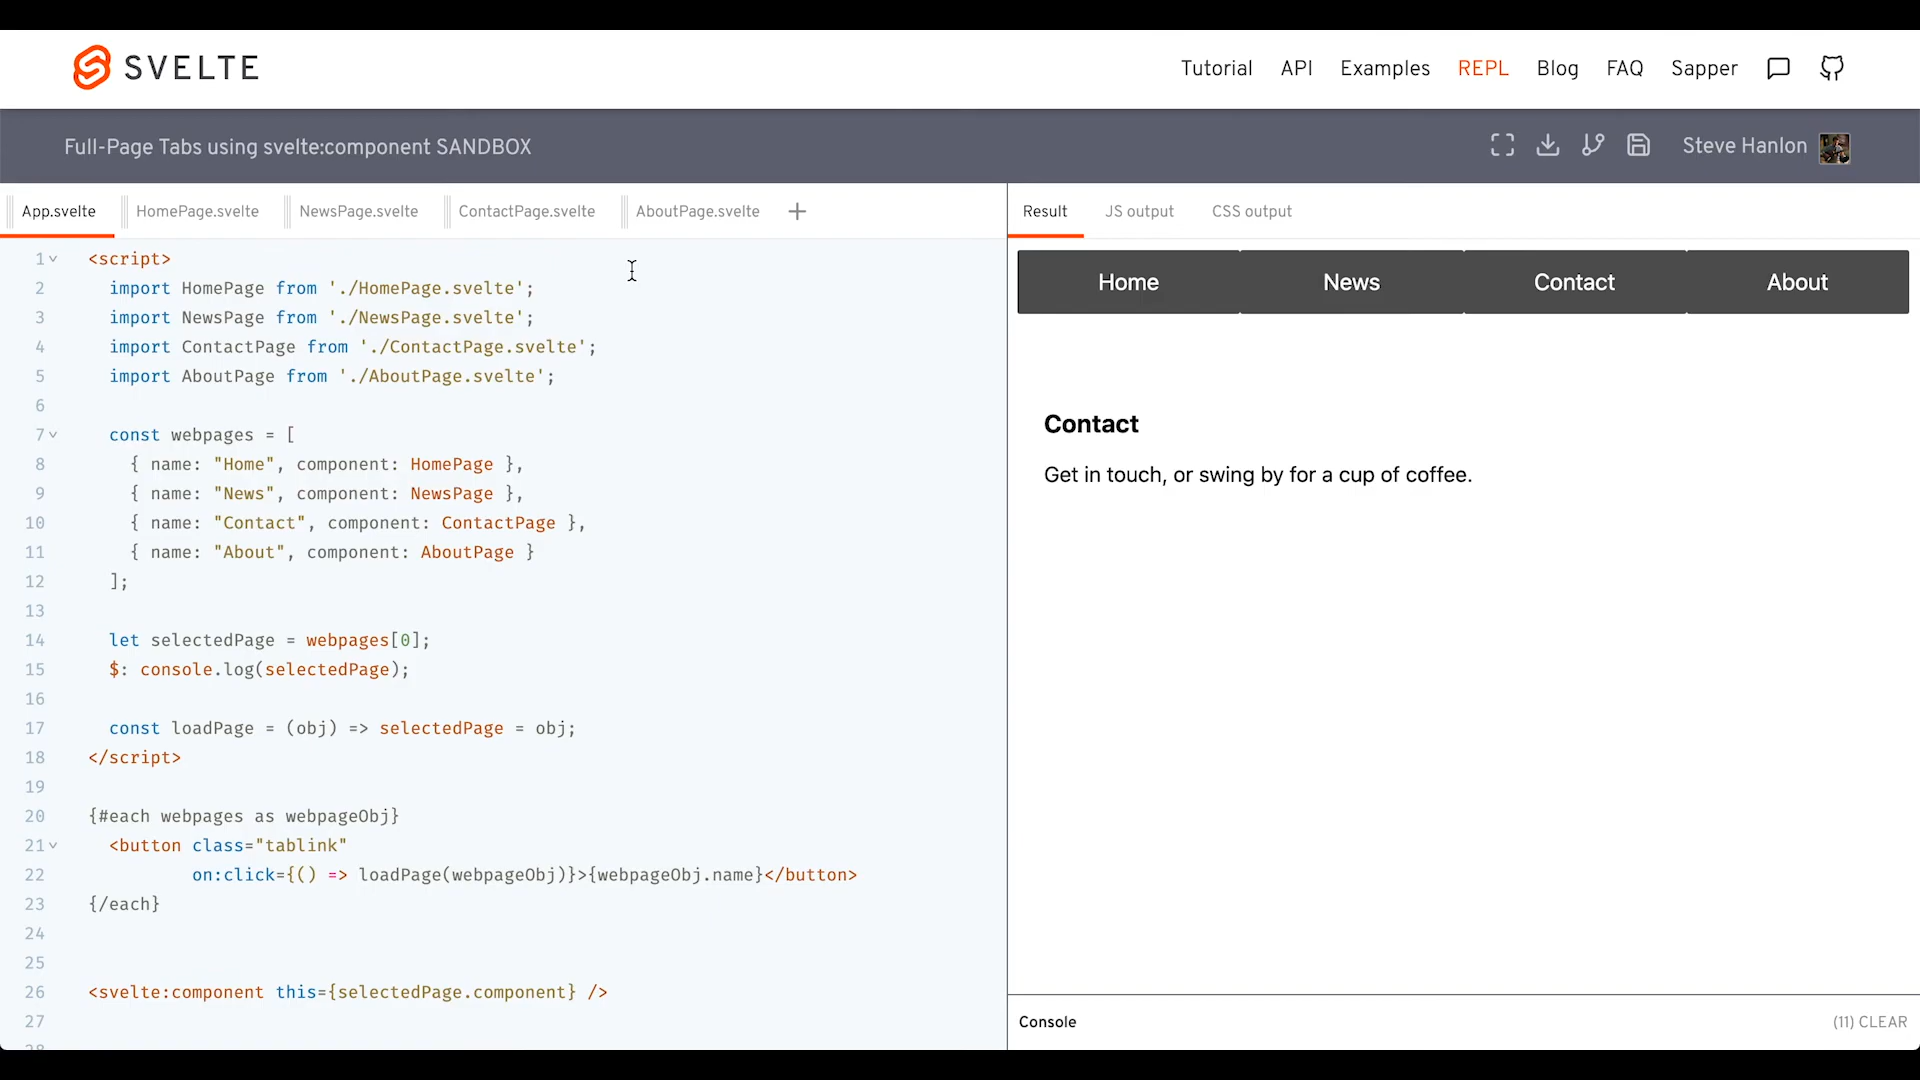 SVELTE
Tutorial API Examples REPL Blog FAQ Sapper
Full-Page Tabs using svelte:component SANDBOX
Steve Hanlon
App.svelte HomePage.svelte NewsPage.svelte ContactPage.svelte AboutPage.svelte +
1 <script>
2 import HomePage from './HomePage.svelte';
3 import NewsPage from './NewsPage.svelte';
4 import ContactPage from './ContactPage.svelte';
5 import AboutPage from './AboutPage.svelte';
6
7 const webpages = [
8 { name: "Home", component: HomePage },
9 { name: "News", component: NewsPage },
10 { name: "Contact", component: ContactPage },
11 { name: "About", component: AboutPage }
12 ];
13
14 let selectedPage = webpages[0];
15 $: console.log(selectedPage);
16
17 const loadPage = (obj) => selectedPage = obj;
18 </script>
19
20 {#each webpages as webpageObj}
21 <button class="tablink"
22 on:click={() => loadPage(webpageObj)}>{webpageObj.name}</button>
23 {/each}
24
25
26 <svelte:component this={selectedPage.component} />
27
Result JS output CSS output
Home News Contact About
Contact
Get in touch, or swing by for a cup of coffee.
Console (11) CLEAR